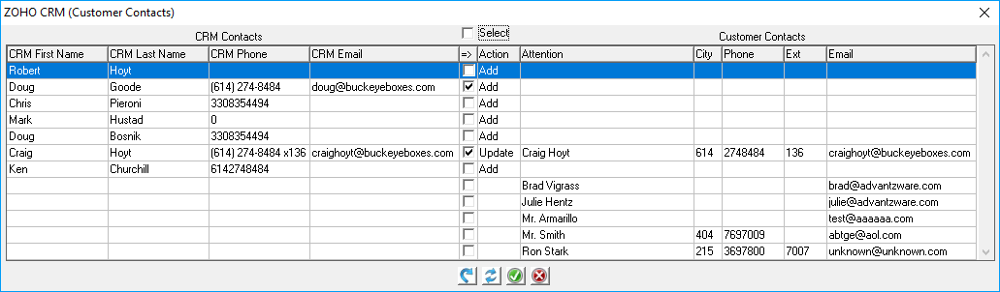 ZOHO CRM (Customer Contacts)
Select
CRM Contacts Customer Contacts
CRM First Name CRM Last Name CRM Phone CRM Email => Action Attention City Phone Ext Email
Robert Hoyt Add
Doug Goode (614) 274-8484 doug@buckeyeboxes.com Add
Chris Pieroni 3308354494 Add
Mark Hustad 0 Add
Doug Bosnik 3308354494 Add
Craig Hoyt (614) 274-8484 x136 craighoyt@buckeyeboxes.com Update Craig Hoyt 614 2748484 136 craighoyt@buckeyeboxes.com
Ken Churchill 6142748484 Add
Brad Vigrass brad@advantzware.com
Julie Hentz julie@advantzware.com
Mr. Armarillo test@aaaaaa.com
Mr. Smith 404 7697009 abtge@aol.com
Ron Stark 215 3697800 7007 unknown@unknown.com